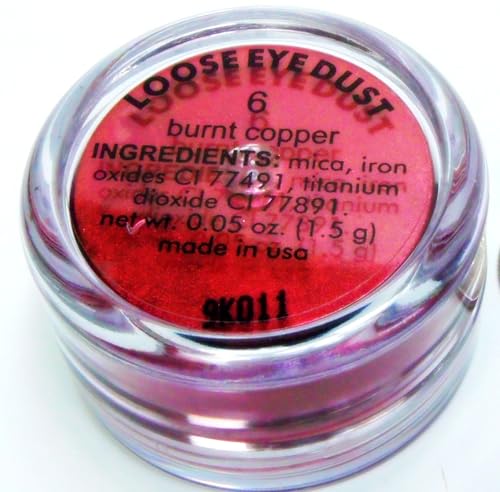 LOOSE EYE DUST
6
burnt copper
INGREDIENTS: mica, iron
oxides CI 77491, titanium
dioxide CI 77891.
net wt. 0.05 oz. (1.5 g)
made in usa
9K011